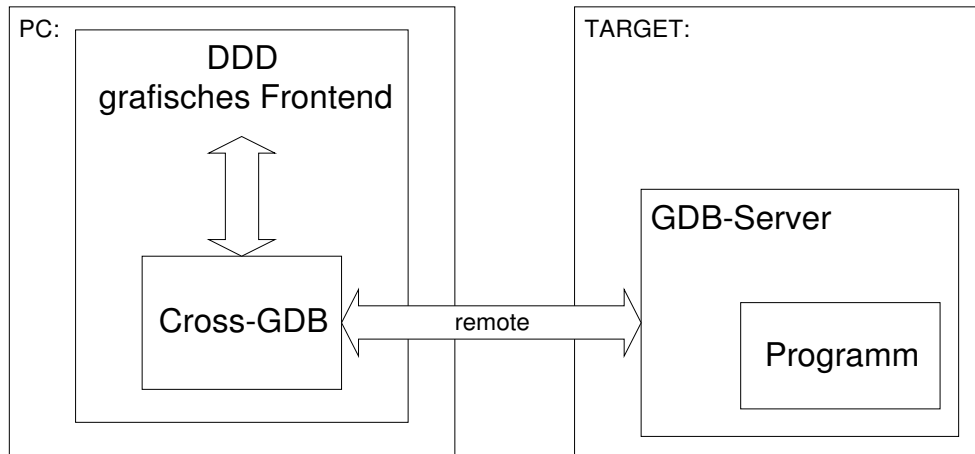 PC:
DDD
grafisches Frontend
Cross-GDB
remote
TARGET:
GDB-Server
Programm